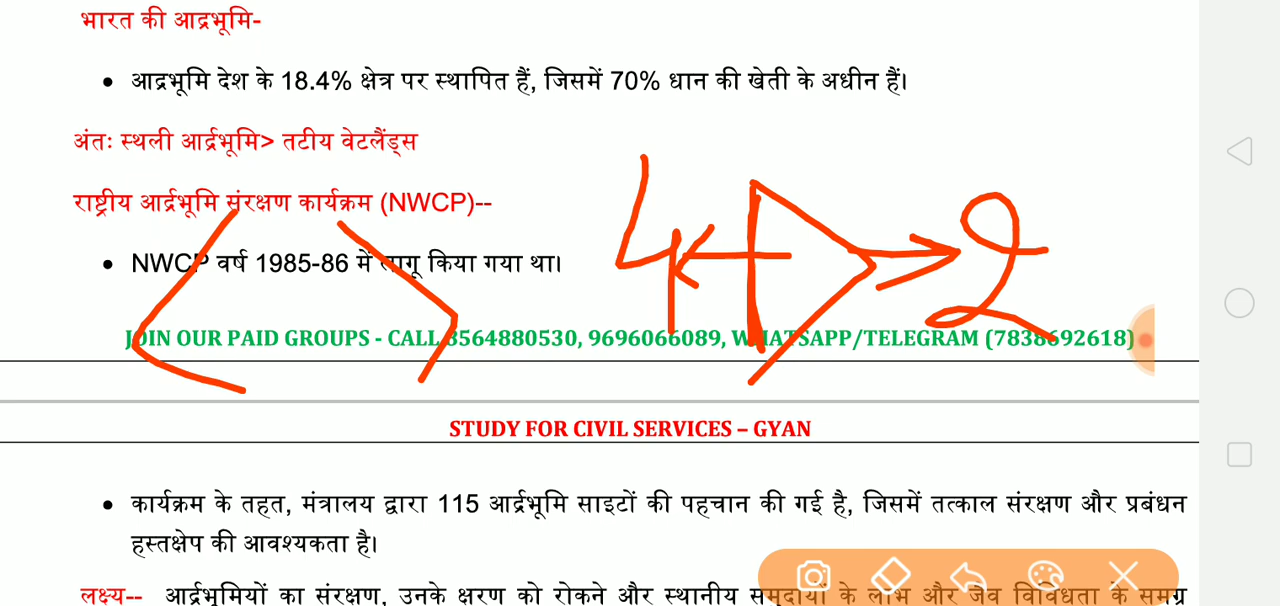 भारत की आद्रभूमि-
• आद्रभूमि देश के 18.4% क्षेत्र पर स्थापित हैं, जिसमें 70% धान की खेती के अधीन हैं।
अंतः स्थली आर्द्रभूमि> तटीय वेटलैंड्स
राष्ट्रीय आर्द्रभूमि संरक्षण कार्यक्रम (NWCP)--
• NWCP वर्ष 1985-86 में लागू किया गया था।
4 2
JOIN OUR PAID GROUPS - CALL 8564880530, 9696066089, WHATSAPP/TELEGRAM (7838692618)
STUDY FOR CIVIL SERVICES – GYAN
• कार्यक्रम के तहत, मंत्रालय द्वारा 115 आर्द्रभूमि साइटों की पहचान की गई है, जिसमें तत्काल संरक्षण और प्रबंधन
हस्तक्षेप की आवश्यकता है।
लक्ष्य-- आर्द्रभूमियों का संरक्षण, उनके क्षरण को रोकने और स्थानीय समुदायों के लाभ और जैव विविधता के समग्र